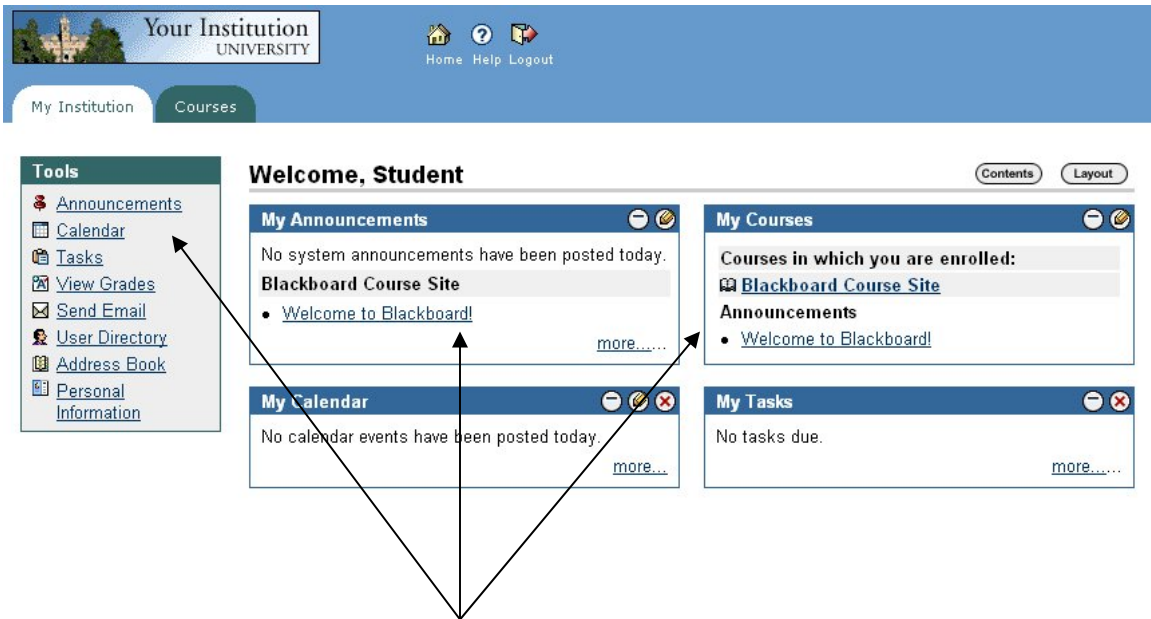 Your Institution
UNIVERSITY
Home Help Logout
My Institution
Courses
Tools
Announcements
Calendar
Tasks
View Grades
Send Email
User Directory
Address Book
Personal
Information
Welcome, Student
Contents
Layout
My Announcements
No system announcements have been posted today.
Blackboard Course Site
• Welcome to Blackboard!
more......
My Courses
Courses in which you are enrolled:
Blackboard Course Site
Announcements
• Welcome to Blackboard!
My Calendar
No calendar events have been posted today.
more...
My Tasks
No tasks due.
more......